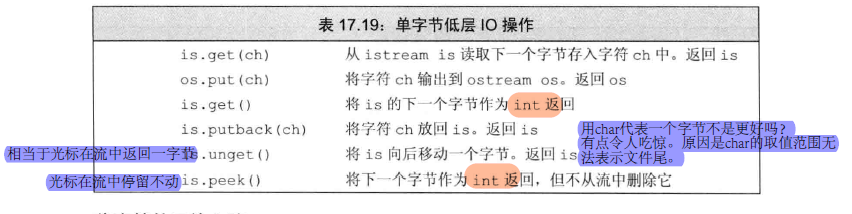 表 17.19：单字节低层 IO 操作
is.get(ch) 从 istream is 读取下一个字节存入字符 ch 中。返回 is
os.put(ch) 将字符 ch 输出到 ostream os。返回 os
is.get() 将 is 的下一个字节作为 int 返回
is.putback(ch) 将字符 ch 放回 is。返回 is
用char代表一个字节不是更好吗？
有点令人吃惊。原因是char的取值范围无
法表示文件尾。
相当于光标在流中返回一字节
is.unget() 将 is 向后移动一个字节。返回 is
光标在流中停留不动
is.peek() 将下一个字节作为 int 返回，但不从流中删除它